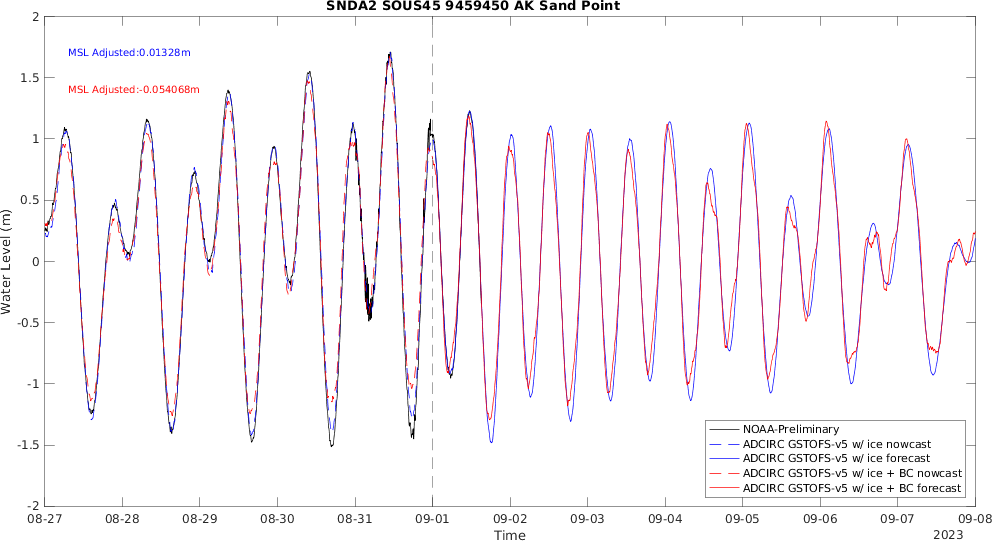 SNDA2 SOUS45 9459450 AK Sand Point
2
1.5
1
0.5
0
-0.5
-1
-1.5
-2
Water Level (m)
MSL Adjusted:0.01328m
MSL Adjusted:-0.054068m
NOAA-Preliminary
ADCIRC GSTOFS-v5 w/ ice nowcast
ADCIRC GSTOFS-v5 w/ ice forecast
ADCIRC GSTOFS-v5 w/ ice + BC nowcast
ADCIRC GSTOFS-v5 w/ ice + BC forecast
08-27 08-28 08-29 08-30 08-31 09-01 09-02 09-03 09-04 09-05 09-06 09-07 09-08
Time
2023